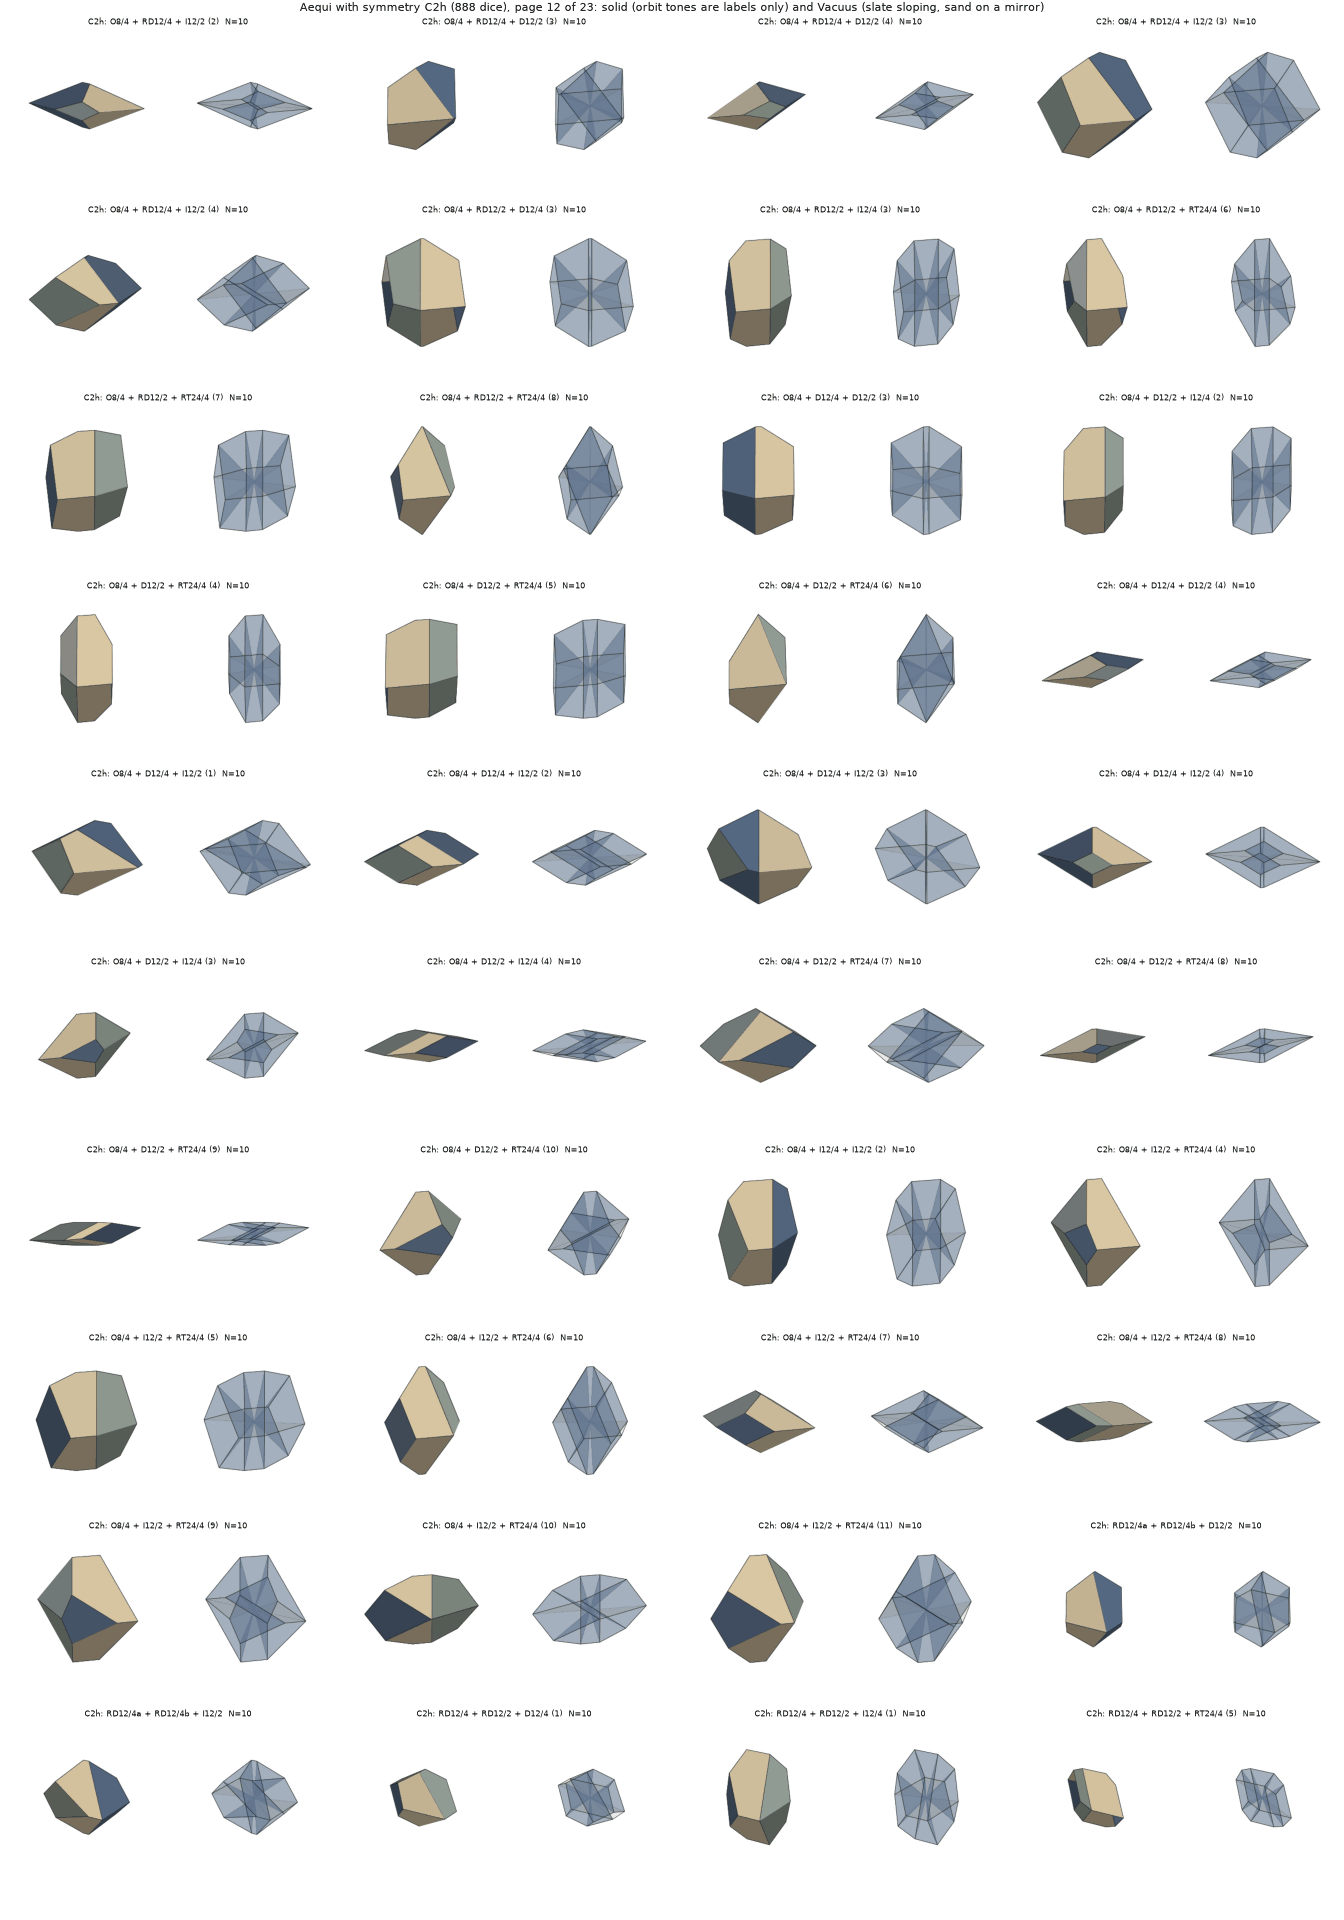 Aequi with symmetry C2h (888 dice), page 12 of 23: solid (orbit tones are labels only) and Vacuus (slate sloping, sand on a mirror)
C2h: O8/4 + RD12/4 + I12/2 (2) N=10
C2h: O8/4 + RD12/4 + D12/2 (3) N=10
C2h: O8/4 + RD12/4 + D12/2 (4) N=10
C2h: O8/4 + RD12/4 + I12/2 (3) N=10
C2h: O8/4 + RD12/4 + I12/2 (4) N=10
C2h: O8/4 + RD12/2 + D12/4 (3) N=10
C2h: O8/4 + RD12/2 + I12/4 (3) N=10
C2h: O8/4 + RD12/2 + RT24/4 (6) N=10
C2h: O8/4 + RD12/2 + RT24/4 (7) N=10
C2h: O8/4 + RD12/2 + RT24/4 (8) N=10
C2h: O8/4 + D12/4 + D12/2 (3) N=10
C2h: O8/4 + D12/2 + I12/4 (2) N=10
C2h: O8/4 + D12/2 + RT24/4 (4) N=10
C2h: O8/4 + D12/2 + RT24/4 (5) N=10
C2h: O8/4 + D12/2 + RT24/4 (6) N=10
C2h: O8/4 + D12/4 + D12/2 (4) N=10
C2h: O8/4 + D12/4 + I12/2 (1) N=10
C2h: O8/4 + D12/4 + I12/2 (2) N=10
C2h: O8/4 + D12/4 + I12/2 (3) N=10
C2h: O8/4 + D12/4 + I12/2 (4) N=10
C2h: O8/4 + D12/2 + I12/4 (3) N=10
C2h: O8/4 + D12/2 + I12/4 (4) N=10
C2h: O8/4 + D12/2 + RT24/4 (7) N=10
C2h: O8/4 + D12/2 + RT24/4 (8) N=10
C2h: O8/4 + D12/2 + RT24/4 (9) N=10
C2h: O8/4 + D12/2 + RT24/4 (10) N=10
C2h: O8/4 + I12/4 + I12/2 (2) N=10
C2h: O8/4 + I12/2 + RT24/4 (4) N=10
C2h: O8/4 + I12/2 + RT24/4 (5) N=10
C2h: O8/4 + I12/2 + RT24/4 (6) N=10
C2h: O8/4 + I12/2 + RT24/4 (7) N=10
C2h: O8/4 + I12/2 + RT24/4 (8) N=10
C2h: O8/4 + I12/2 + RT24/4 (9) N=10
C2h: O8/4 + I12/2 + RT24/4 (10) N=10
C2h: O8/4 + I12/2 + RT24/4 (11) N=10
C2h: RD12/4a + RD12/4b + D12/2 N=10
C2h: RD12/4a + RD12/4b + I12/2 N=10
C2h: RD12/4 + RD12/2 + D12/4 (1) N=10
C2h: RD12/4 + RD12/2 + I12/4 (1) N=10
C2h: RD12/4 + RD12/2 + RT24/4 (5) N=10